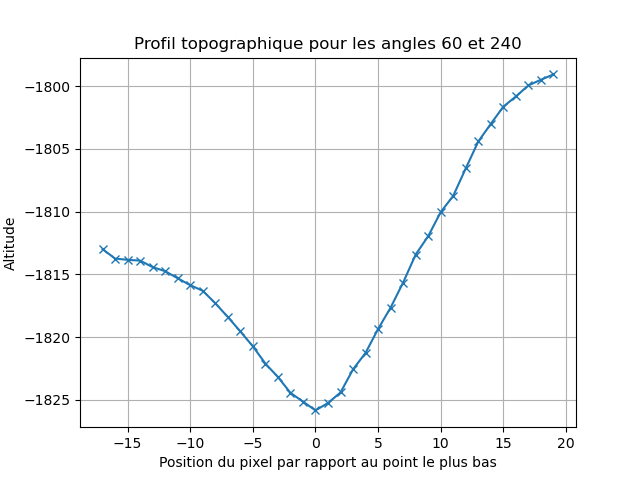 Profil topographique pour les angles 60 et 240
−1800
−1805
−1810
−1815
−1820
−1825
Altitude
−15 −10 −5 0 5 10 15 20
Position du pixel par rapport au point le plus bas